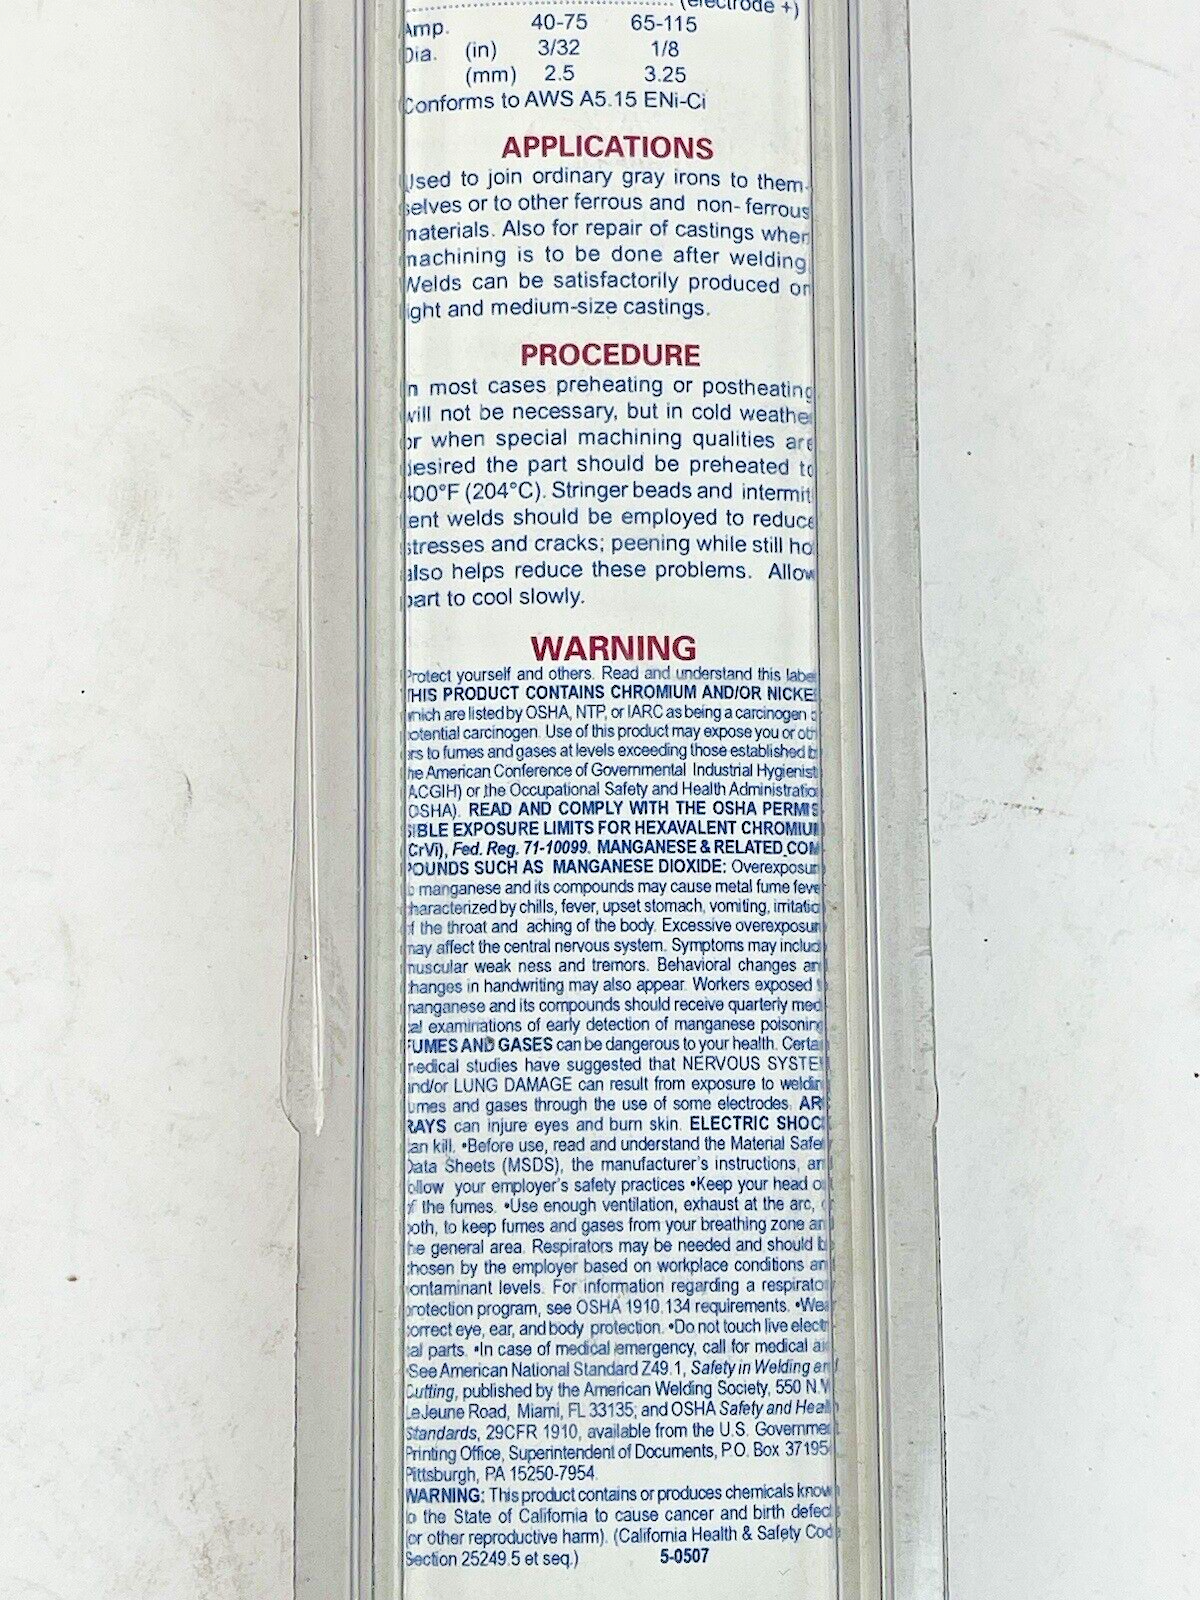 (electrode +)
Amp. 40-75 65-115
Dia. (in) 3/32 1/8
(mm) 2.5 3.25
Conforms to AWS A5.15 ENi-Ci
APPLICATIONS
Used to join ordinary gray irons to them-
selves or to other ferrous and non-ferrous
materials. Also for repair of castings when
machining is to be done after welding
Welds can be satisfactorily produced on
light and medium-size castings.
PROCEDURE
In most cases preheating or postheating
will not be necessary, but in cold weathe
or when special machining qualities are
desired the part should be preheated to
400°F (204°C). Stringer beads and intermit
tent welds should be employed to reduce
stresses and cracks; peening while still ho
also helps reduce these problems. Allow
part to cool slowly.
WARNING
Protect yourself and others. Read and understand this label
THIS PRODUCT CONTAINS CHROMIUM AND/OR NICKEL
which are listed by OSHA, NTP, or IARC as being a carcinogen o
potential carcinogen. Use of this product may expose you or oth
ers to fumes and gases at levels exceeding those established b
the American Conference of Governmental Industrial Hygienist
(ACGIH) or the Occupational Safety and Health Administratio
(OSHA). READ AND COMPLY WITH THE OSHA PERMIS-
SIBLE EXPOSURE LIMITS FOR HEXAVALENT CHROMIUM
(CrVi), Fed. Reg. 71-10099. MANGANESE & RELATED COM-
POUNDS SUCH AS MANGANESE DIOXIDE: Overexposur
to manganese and its compounds may cause metal fume fever
characterized by chills, fever, upset stomach, vomiting, irritatio
of the throat and aching of the body. Excessive overexposur
may affect the central nervous system. Symptoms may includ
muscular weak ness and tremors. Behavioral changes an
changes in handwriting may also appear. Workers exposed t
manganese and its compounds should receive quarterly med-
cal examinations of early detection of manganese poisoning
FUMES AND GASES can be dangerous to your health. Certai
medical studies have suggested that NERVOUS SYSTEM
and/or LUNG DAMAGE can result from exposure to welding
fumes and gases through the use of some electrodes. ARC
RAYS can injure eyes and burn skin. ELECTRIC SHOCK
can kill. •Before use, read and understand the Material Safe
Data Sheets (MSDS), the manufacturer's instructions, and
follow your employer's safety practices •Keep your head out
of the fumes. •Use enough ventilation, exhaust at the arc, or
both, to keep fumes and gases from your breathing zone and
the general area. Respirators may be needed and should be
chosen by the employer based on workplace conditions and
contaminant levels. For information regarding a respirator
protection program, see OSHA 1910.134 requirements. •Wear
correct eye, ear, and body protection. •Do not touch live electri
cal parts. •In case of medical emergency, call for medical aid
•See American National Standard Z49.1, Safety in Welding and
Cutting, published by the American Welding Society, 550 N.W
LeJeune Road, Miami, FL 33135; and OSHA Safety and Health
Standards, 29CFR 1910, available from the U.S. Governmen
Printing Office, Superintendent of Documents, P.O. Box 37195
Pittsburgh, PA 15250-7954.
WARNING: This product contains or produces chemicals known
to the State of California to cause cancer and birth defects
(or other reproductive harm). (California Health & Safety Code
Section 25249.5 et seq.) 5-0507